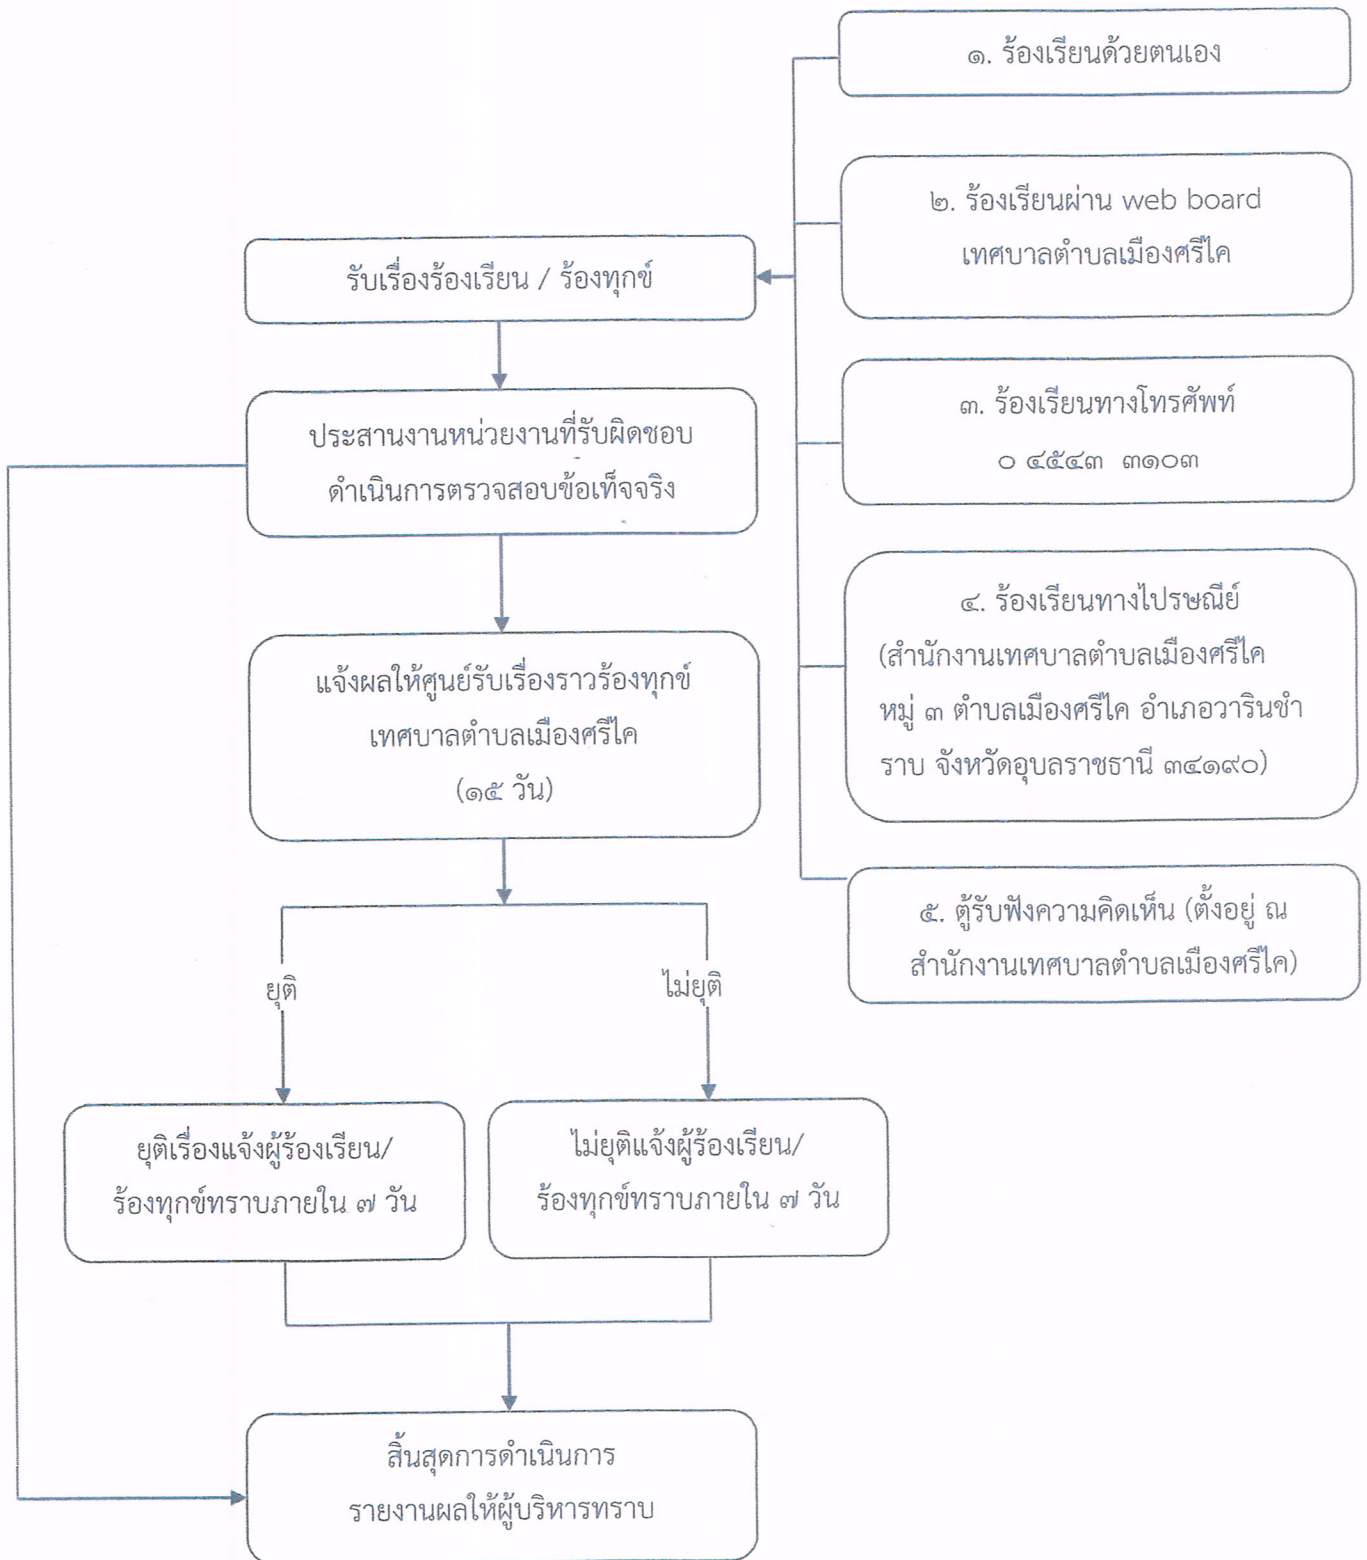 ๑. ร้องเรียนด้วยตนเอง
๒. ร้องเรียนผ่าน web board
เทศบาลตำบลเมืองศรีไค
รับเรื่องร้องเรียน / ร้องทุกข์
๓. ร้องเรียนทางโทรศัพท์
๐ ๔๕๔๓ ๓๑๐๓
ประสานงานหน่วยงานที่รับผิดชอบ
ดำเนินการตรวจสอบข้อเท็จจริง
๔. ร้องเรียนทางไปรษณีย์
(สำนักงานเทศบาลตำบลเมืองศรีไค
หมู่ ๓ ตำบลเมืองศรีไค อำเภอวารินชำ
ราบ จังหวัดอุบลราชธานี ๓๔๑๙๐)
แจ้งผลให้ศูนย์รับเรื่องราวร้องทุกข์
เทศบาลตำบลเมืองศรีไค
(๑๕ วัน)
๕. ตู้รับฟังความคิดเห็น (ตั้งอยู่ ณ
สำนักงานเทศบาลตำบลเมืองศรีไค)
ยุติ
ไม่ยุติ
ยุติเรื่องแจ้งผู้ร้องเรียน/
ร้องทุกข์ทราบภายใน ๗ วัน
ไม่ยุติแจ้งผู้ร้องเรียน/
ร้องทุกข์ทราบภายใน ๗ วัน
สิ้นสุดการดำเนินการ
รายงานผลให้ผู้บริหารทราบ